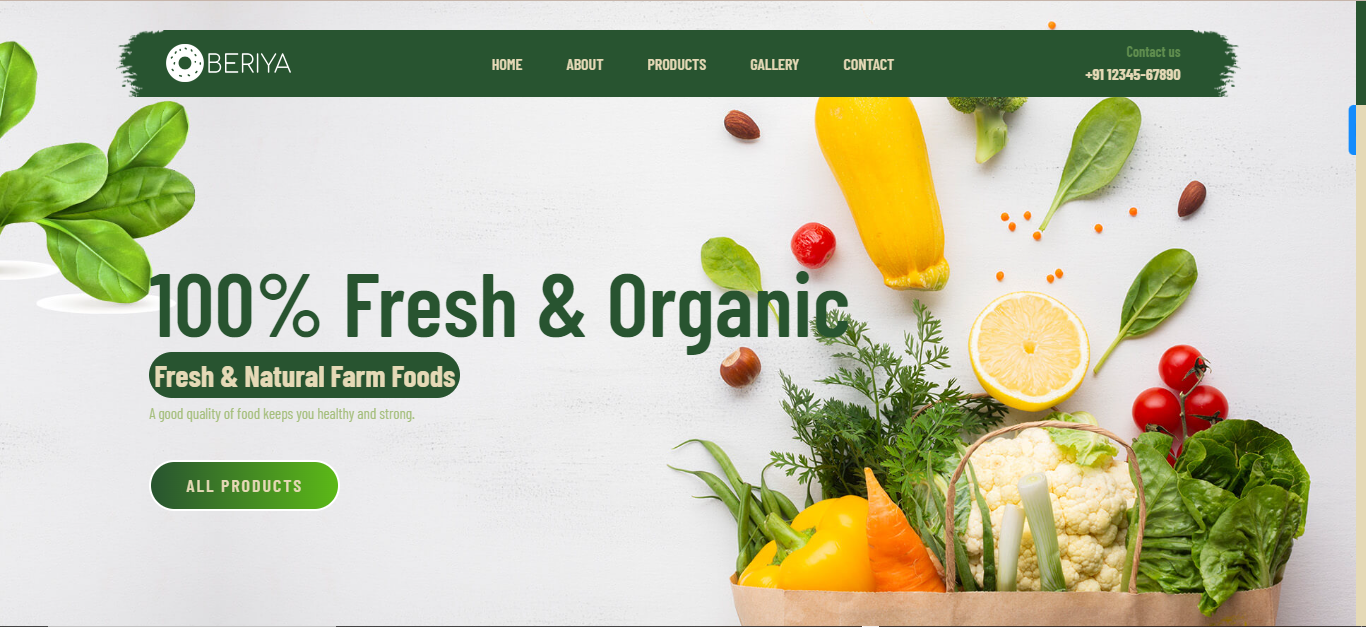 BERIYA
HOME ABOUT PRODUCTS GALLERY CONTACT
Contact us
+91 12345-67890
100% Fresh & Organic
Fresh & Natural Farm Foods
A good quality of food keeps you healthy and strong.
ALL PRODUCTS